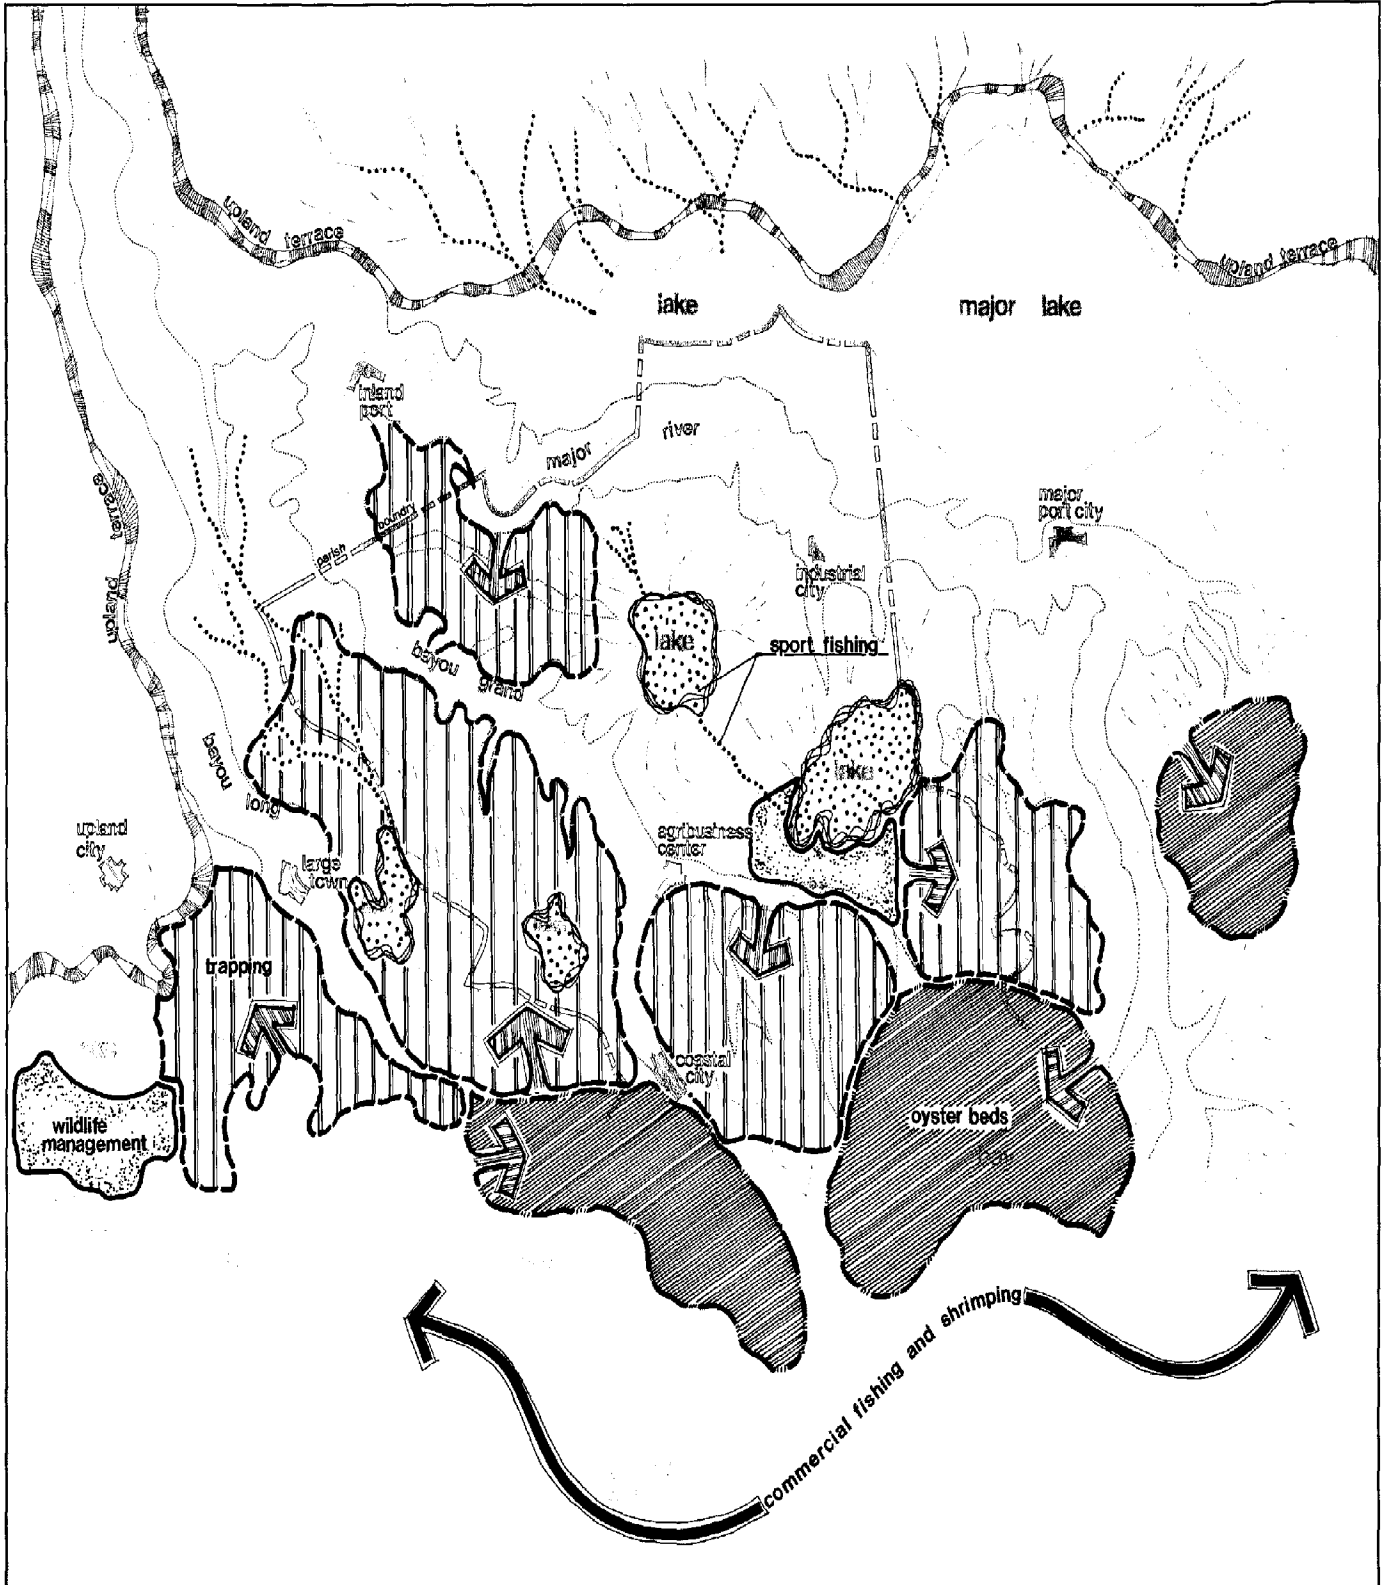 upland terrace
upland terrace
lake
major lake
inland
port
major
river
major
port city
parish boundry
industrial
city
upland terrace
lake
sport fishing
bayou grand
bayou long
lake
upland
city
agribusiness
center
large
town
trapping
coastal
city
wildlife
management
oyster beds
commercial fishing and shrimping